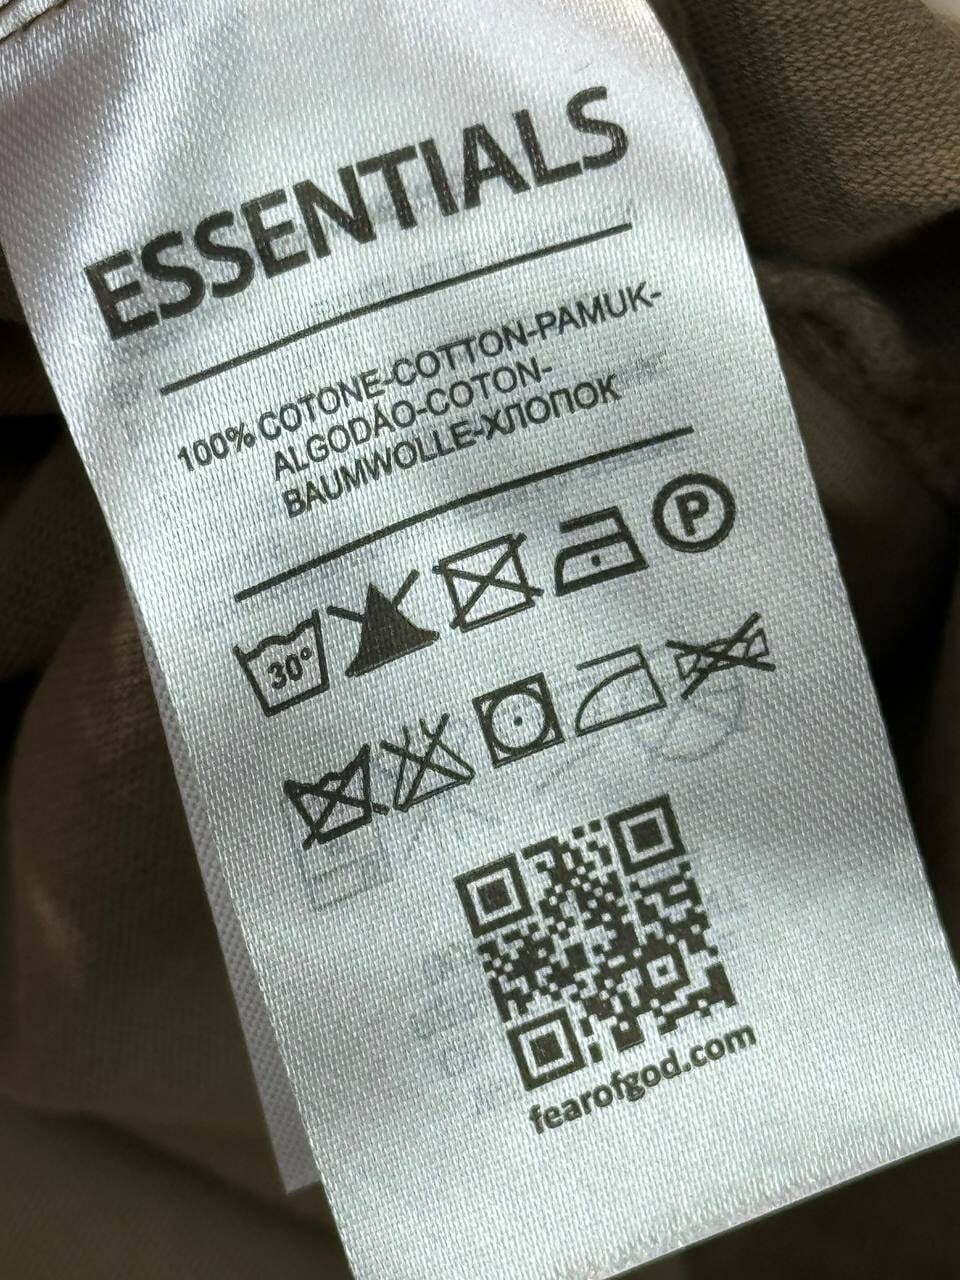 ESSENTIALS
100% COTONE-COTTON-PAMUK-
ALGODÃO-COTON-
BAUMWOLLE-ХЛОПОК
30°
P
fearofgod.com